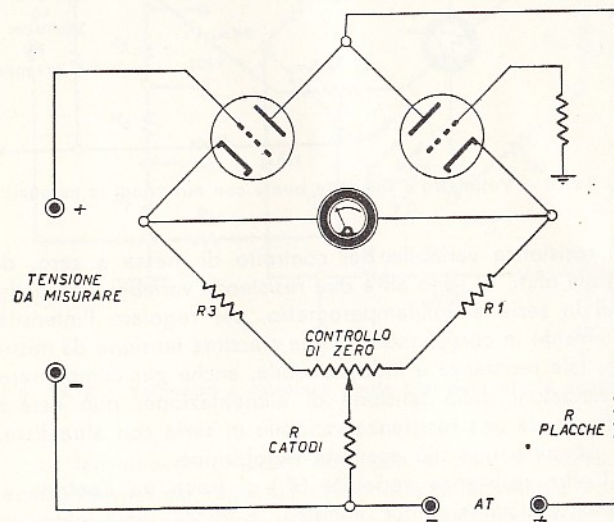 +
TENSIONE
DA MISURARE
-
R3
R1
CONTROLLO
DI ZERO
R
CATODI
R
PLACCHE
AT
-
+